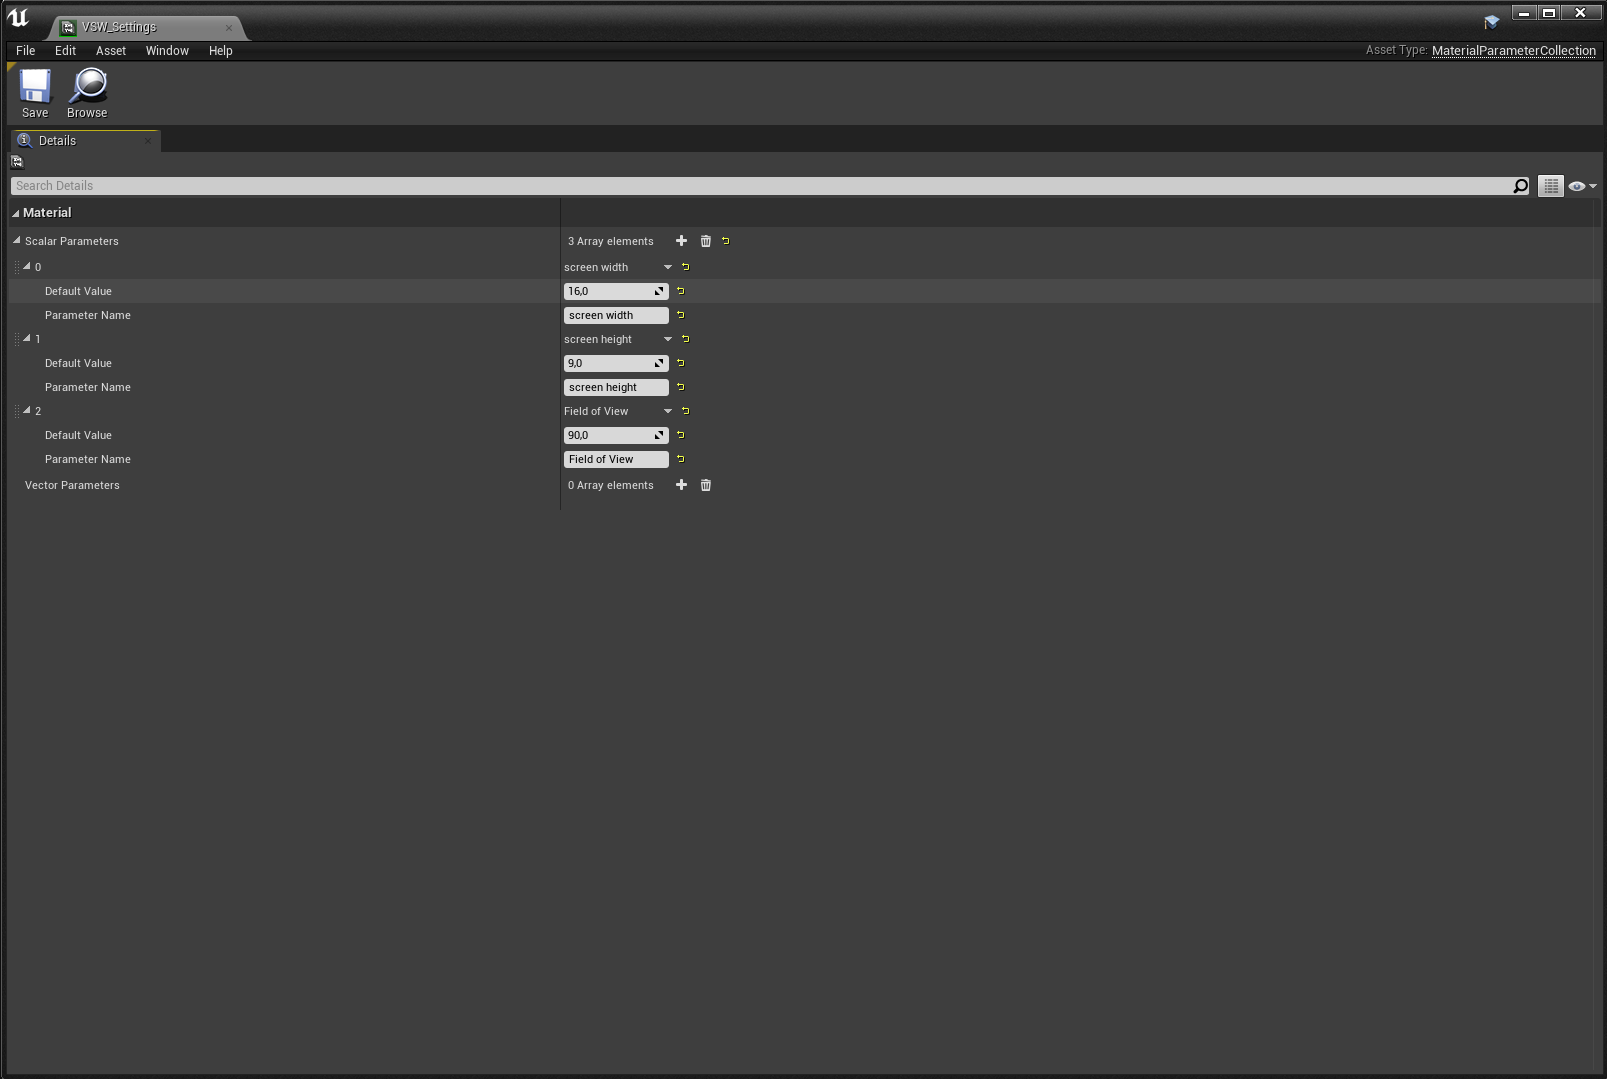 VSW_Settings
File Edit Asset Window Help Asset Type: MaterialParameterCollection
Save Browse
Details
Search Details
Material
Scalar Parameters 3 Array elements
0 screen width
Default Value 16,0
Parameter Name screen width
1 screen height
Default Value 9,0
Parameter Name screen height
2 Field of View
Default Value 90,0
Parameter Name Field of View
Vector Parameters 0 Array elements